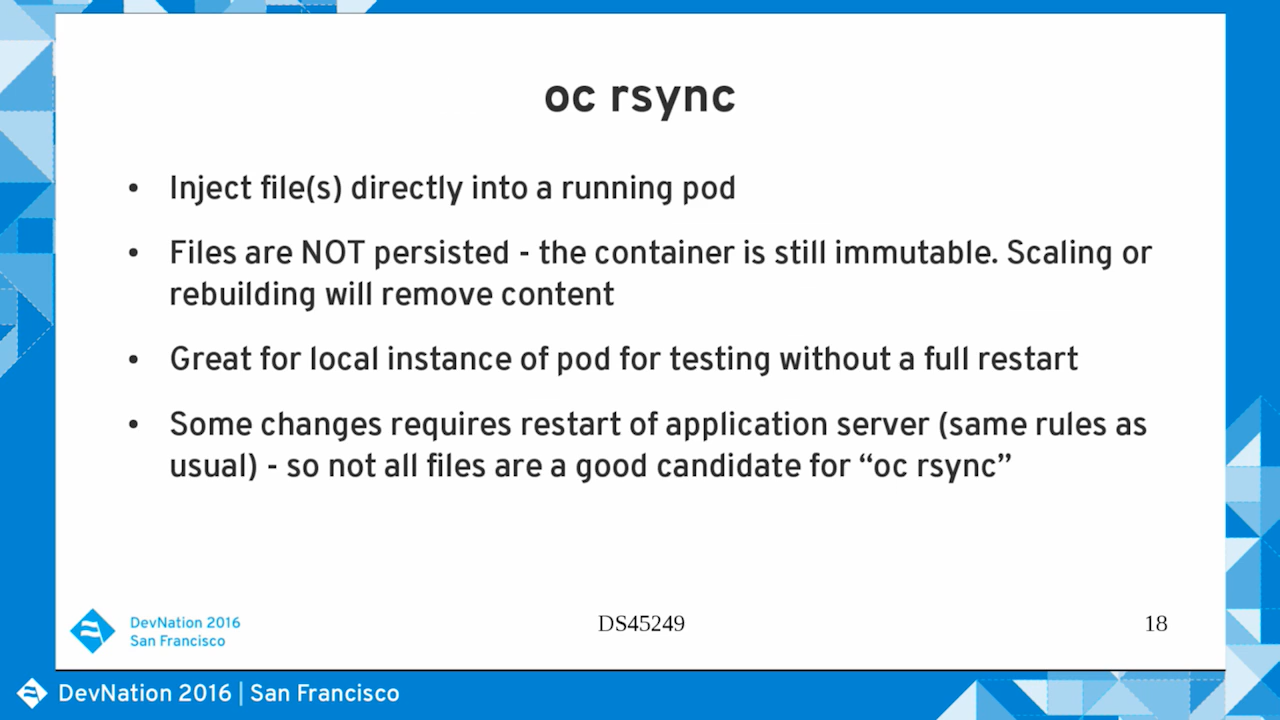 oc rsync
• Inject file(s) directly into a running pod
• Files are NOT persisted - the container is still immutable. Scaling or
rebuilding will remove content
• Great for local instance of pod for testing without a full restart
• Some changes requires restart of application server (same rules as
usual) - so not all files are a good candidate for “oc rsync”
DevNation 2016
San Francisco
DS45249
18
DevNation 2016 | San Francisco